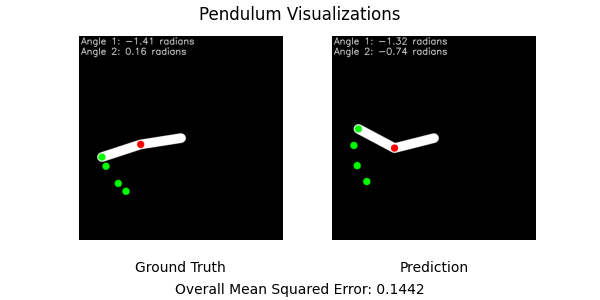 Pendulum Visualizations
Angle 1: −1.41 radians
Angle 2: 0.16 radians
Angle 1: −1.32 radians
Angle 2: −0.74 radians
Ground Truth
Prediction
Overall Mean Squared Error: 0.1442